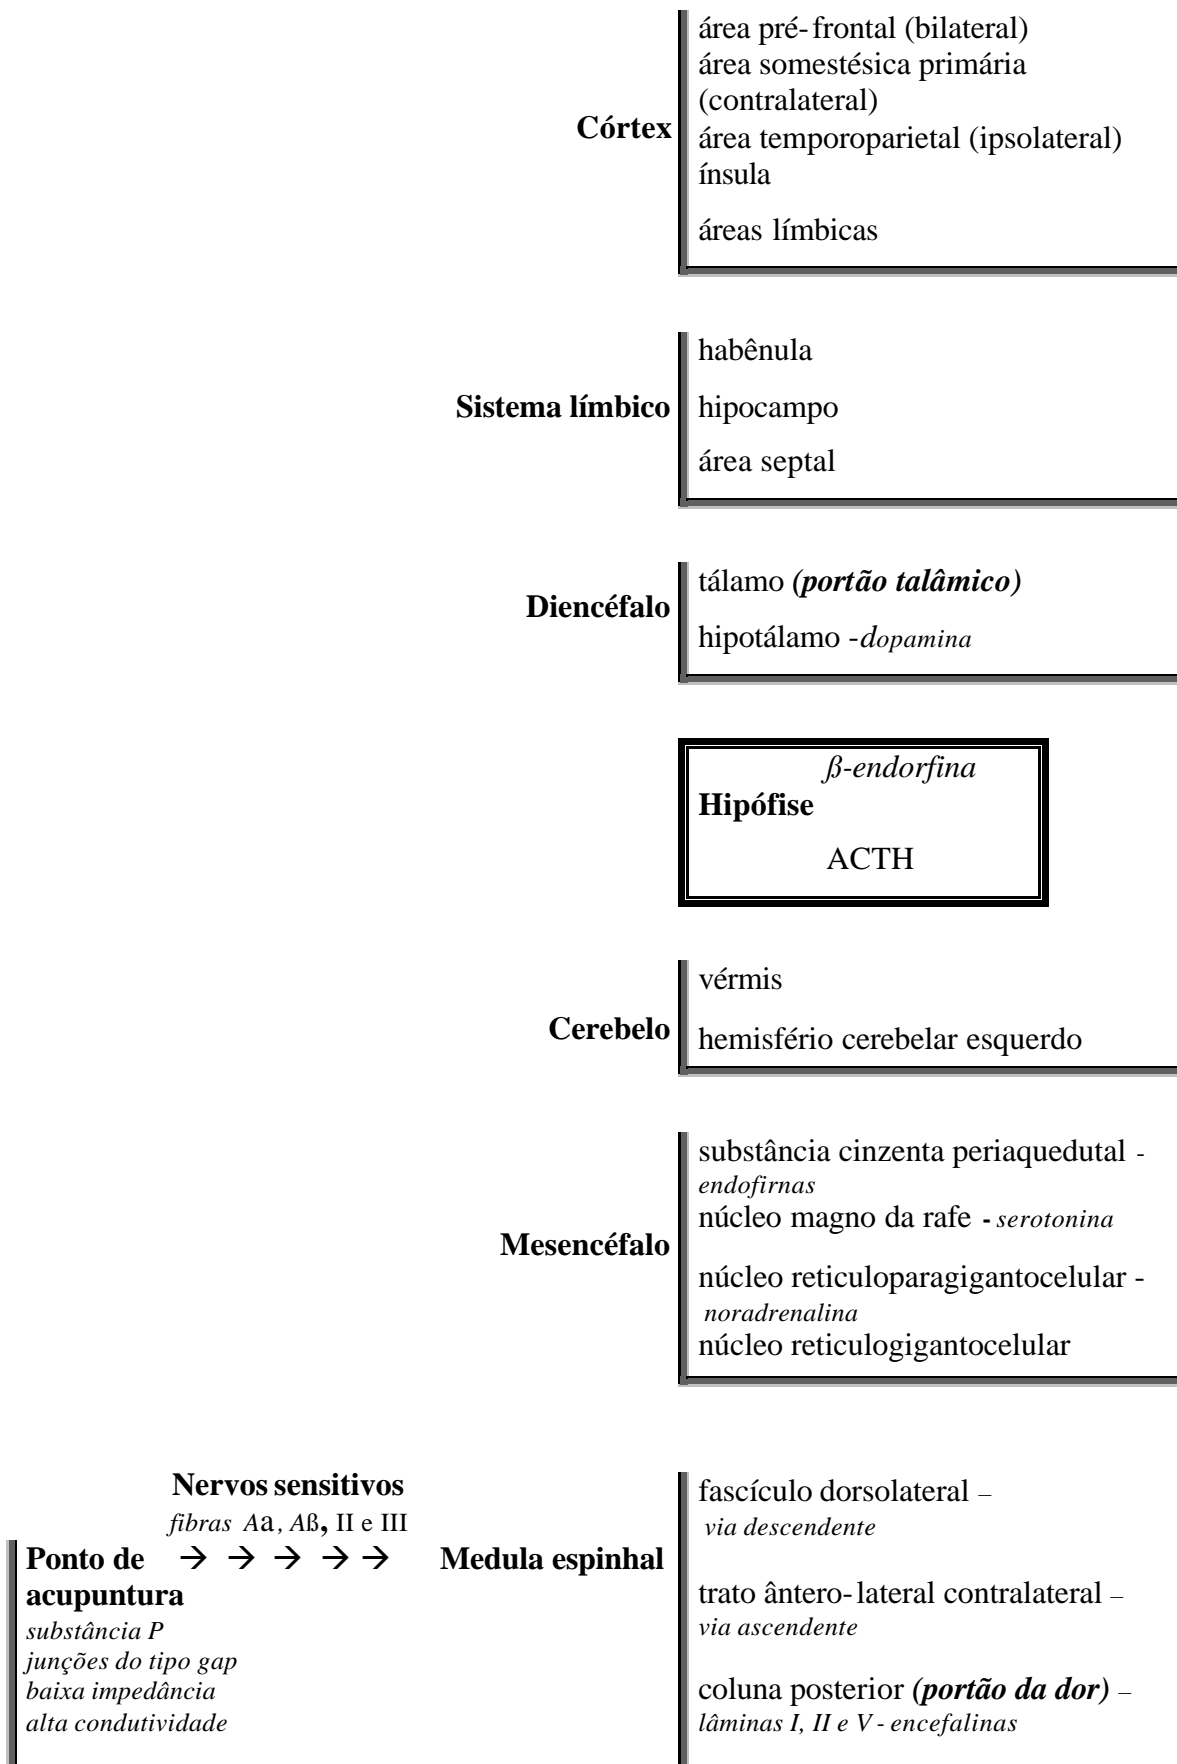 Córtex
área pré-frontal (bilateral)
área somestésica primária
(contralateral)
área temporoparietal (ipsolateral)
ínsula
áreas límbicas
Sistema límbico
habênula
hipocampo
área septal
Diencéfalo
tálamo (portão talâmico)
hipotálamo -dopamina
ß-endorfina
Hipófise
ACTH
Cerebelo
vérmis
hemisfério cerebelar esquerdo
Mesencéfalo
substância cinzenta periaquedutal -
endofirnas
núcleo magno da rafe - serotonina
núcleo reticuloparagigantocelular -
noradrenalina
núcleo reticulogigantocelular
Nervos sensitivos
fibras Aa, Aß, II e III
Ponto de → → → → → Medula espinhal
acupuntura
substância P
junções do tipo gap
baixa impedância
alta condutividade
fascículo dorsolateral –
via descendente
trato ântero-lateral contralateral –
via ascendente
coluna posterior (portão da dor) –
lâminas I, II e V - encefalinas